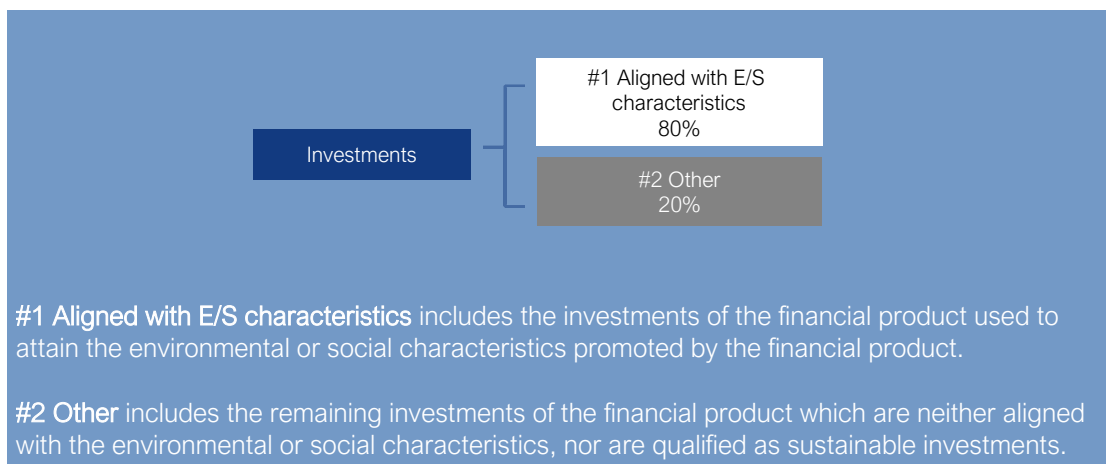 #1 Aligned with E/S
characteristics
80%
Investments
#2 Other
20%
#1 Aligned with E/S characteristics includes the investments of the financial product used to
attain the environmental or social characteristics promoted by the financial product.
#2 Other includes the remaining investments of the financial product which are neither aligned
with the environmental or social characteristics, nor are qualified as sustainable investments.